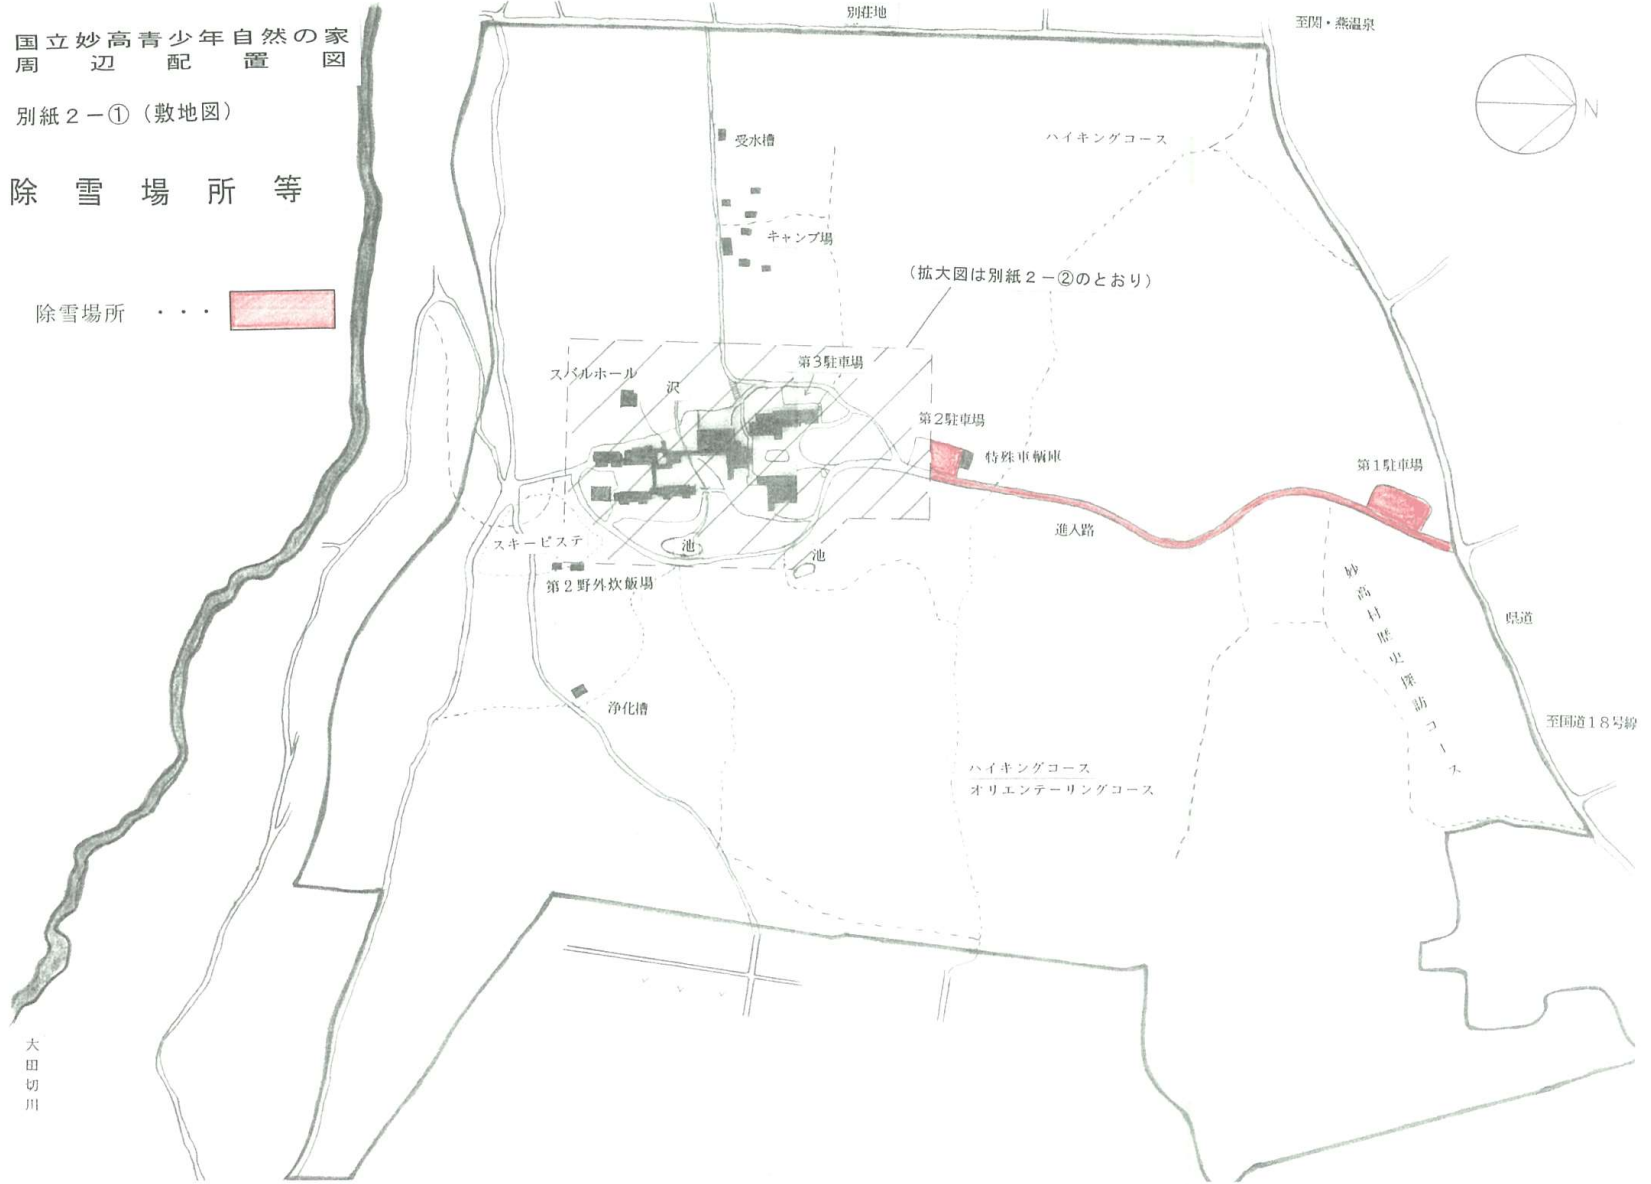 国立妙高青少年自然の家
周辺配置図
別紙2-①(敷地図)
除雪場所等
除雪場所 ・・・
別荘地
至関・燕温泉
N
受水槽
ハイキングコース
キャンプ場
(拡大図は別紙2-②のとおり)
スバルホール
沢
第3駐車場
第2駐車場
特殊車輌庫
第1駐車場
進入路
スキーピステ
池
池
第2野外炊飯場
妙高村歴史探訪コース
県道
浄化槽
至国道18号線
ハイキングコース
オリエンテーリングコース
大田切川